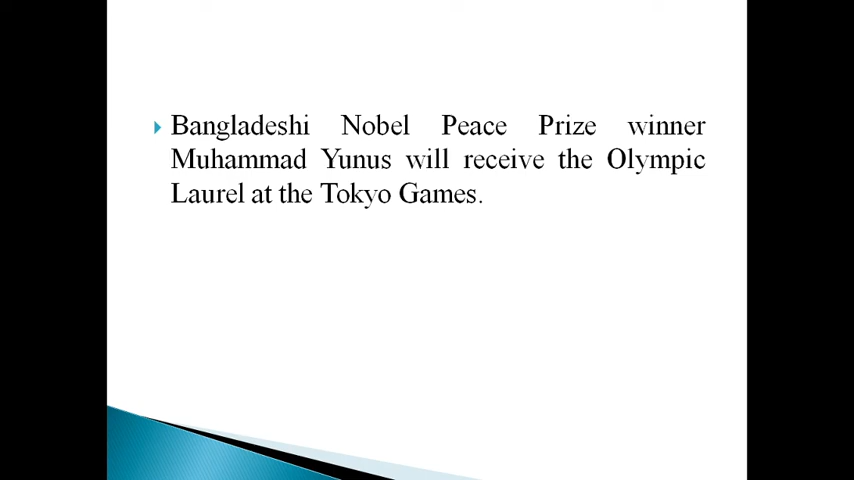 Bangladeshi Nobel Peace Prize winner
Muhammad Yunus will receive the Olympic
Laurel at the Tokyo Games.